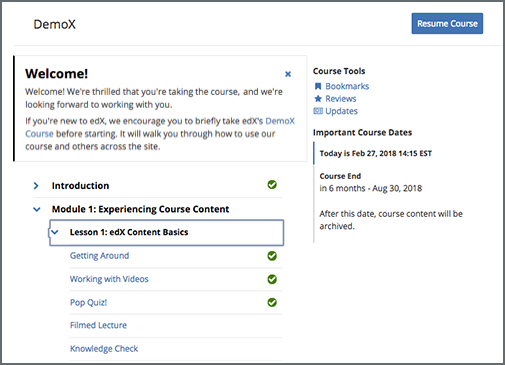 DemoX
Resume Course
Welcome!
Welcome! We're thrilled that you're taking the course, and we're
looking forward to working with you.
If you're new to edX, we encourage you to briefly take edX's DemoX
Course before starting. It will walk you through how to use our
course and others across the site.
Introduction
Module 1: Experiencing Course Content
Lesson 1: edX Content Basics
Getting Around
Working with Videos
Pop Quiz!
Filmed Lecture
Knowledge Check
Course Tools
Bookmarks
Reviews
Updates
Important Course Dates
Today is Feb 27, 2018 14:15 EST
Course End
in 6 months - Aug 30, 2018
After this date, course content will be
archived.